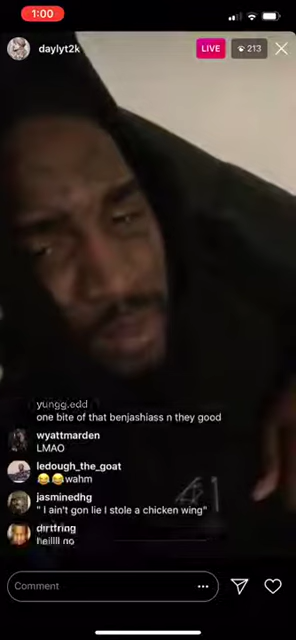 1:00
daylyt2k
LIVE
213
yungg.edd
one bite of that benjashiass n they good
wyattmarden
LMAO
ledough_the_goat
😂😂wahm
jasminedhg
" I ain't gon lie I stole a chicken wing"
dirtfring
heillll no
Comment